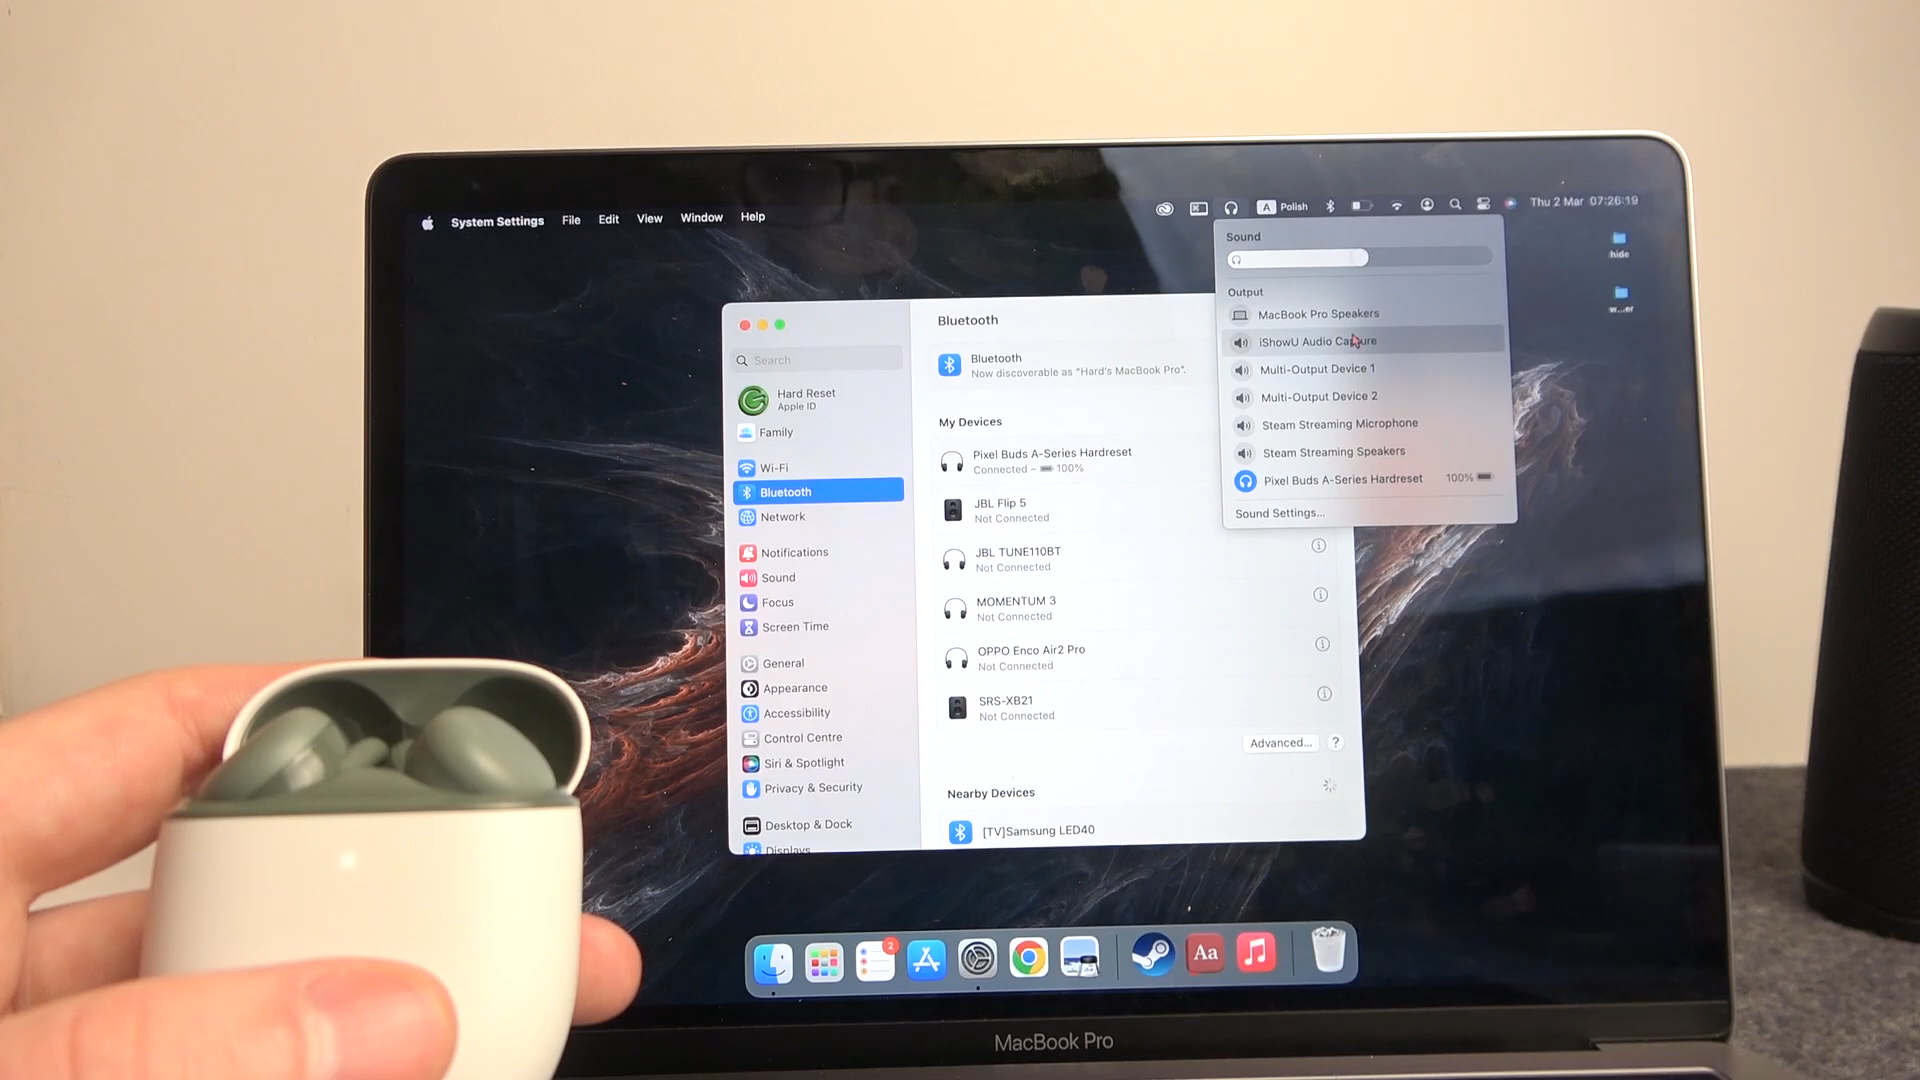 System Settings File Edit View Window Help
A Polish Thu 2 Mar 07:26:19
hide
w...er
Sound
Output
MacBook Pro Speakers
iShowU Audio Capture
Multi-Output Device 1
Multi-Output Device 2
Steam Streaming Microphone
Steam Streaming Speakers
Pixel Buds A-Series Hardreset 100%
Sound Settings...
Search
Hard Reset
Apple ID
Family
Wi-Fi
Bluetooth
Network
Notifications
Sound
Focus
Screen Time
General
Appearance
Accessibility
Control Centre
Siri & Spotlight
Privacy & Security
Desktop & Dock
Displays
Bluetooth
Bluetooth
Now discoverable as "Hard's MacBook Pro".
My Devices
Pixel Buds A-Series Hardreset
Connected – 100%
JBL Flip 5
Not Connected
JBL TUNE110BT
Not Connected
MOMENTUM 3
Not Connected
OPPO Enco Air2 Pro
Not Connected
SRS-XB21
Not Connected
Advanced... ?
Nearby Devices
[TV]Samsung LED40
2
Aa
MacBook Pro